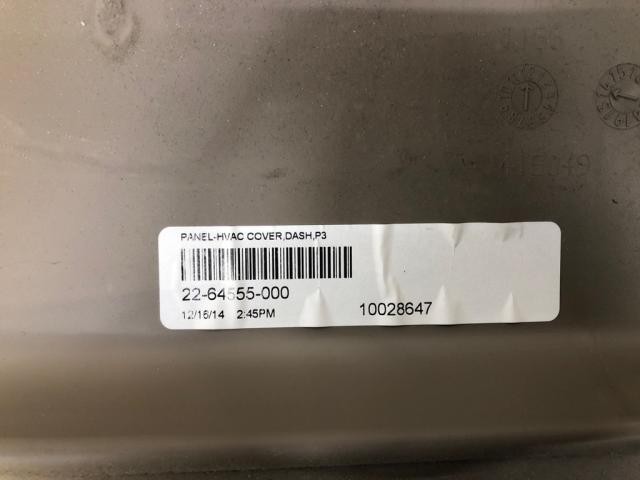 PANEL-HVAC COVER,DASH,P3
22-64555-000
12/16/14 2:45PM
10028647